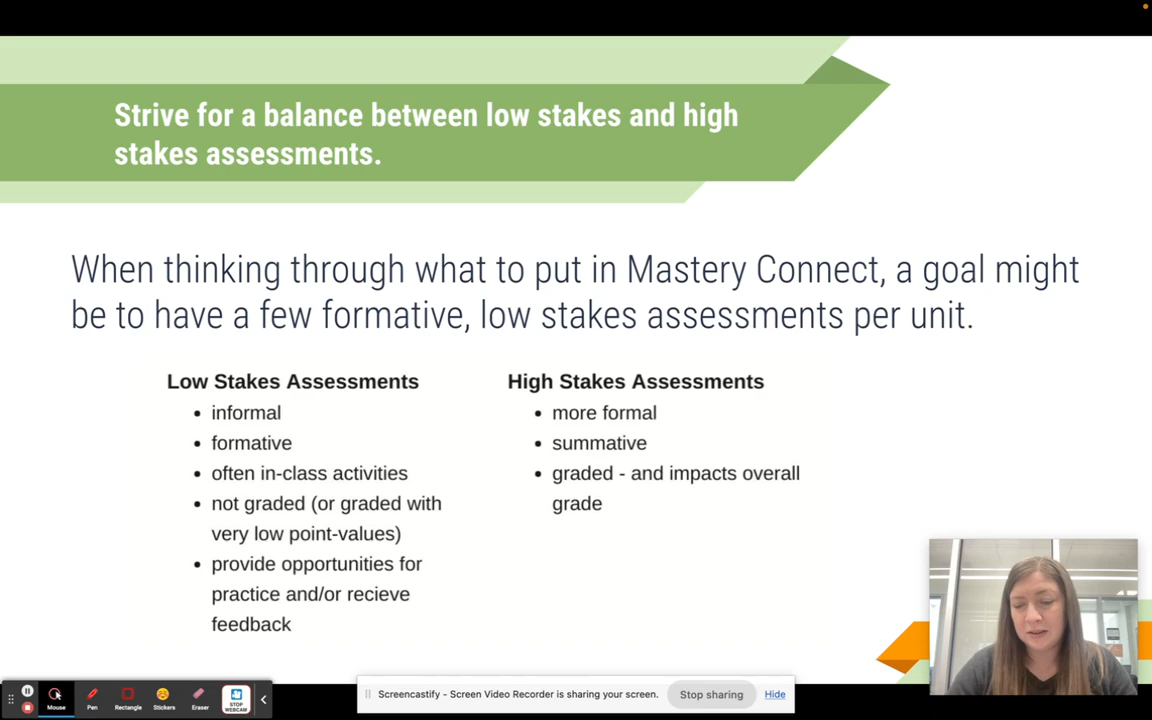 Strive for a balance between low stakes and high
stakes assessments.
When thinking through what to put in Mastery Connect, a goal might
be to have a few formative, low stakes assessments per unit.
Low Stakes Assessments
• informal
• formative
• often in-class activities
• not graded (or graded with
very low point-values)
• provide opportunities for
practice and/or recieve
feedback
High Stakes Assessments
• more formal
• summative
• graded - and impacts overall
grade
Mouse
Pen
Rectangle
Stickers
Eraser
STOP
WEBCAM
Screencastify - Screen Video Recorder is sharing your screen.
Stop sharing
Hide